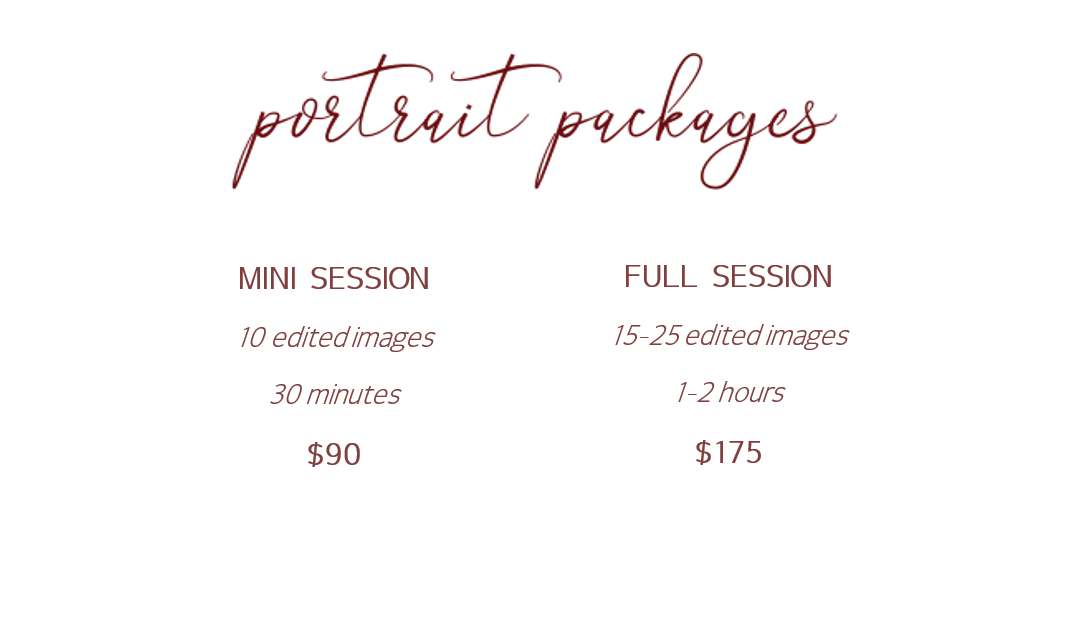 portrait packages
MINI SESSION
10 edited images
30 minutes
$90
FULL SESSION
15-25 edited images
1-2 hours
$175